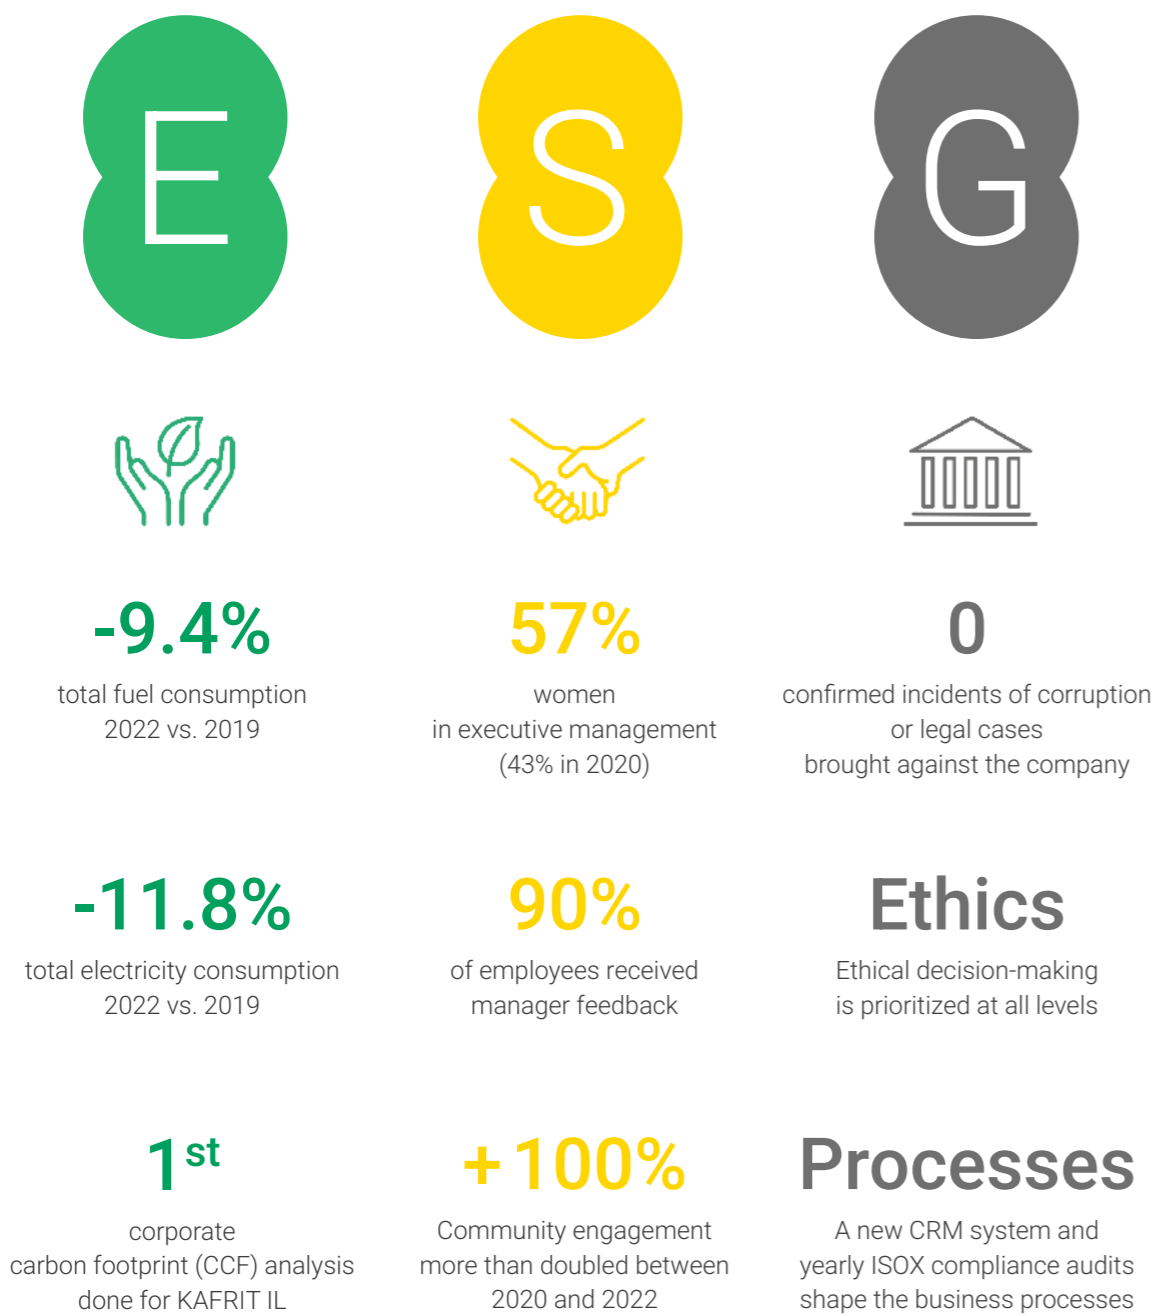 E
S
G
-9.4%
total fuel consumption
2022 vs. 2019
57%
women
in executive management
(43% in 2020)
0
confirmed incidents of corruption
or legal cases
brought against the company
-11.8%
total electricity consumption
2022 vs. 2019
90%
of employees received
manager feedback
Ethics
Ethical decision-making
is prioritized at all levels
1st
corporate
carbon footprint (CCF) analysis
done for KAFRIT IL
+100%
Community engagement
more than doubled between
2020 and 2022
Processes
A new CRM system and
yearly ISOX compliance audits
shape the business processes